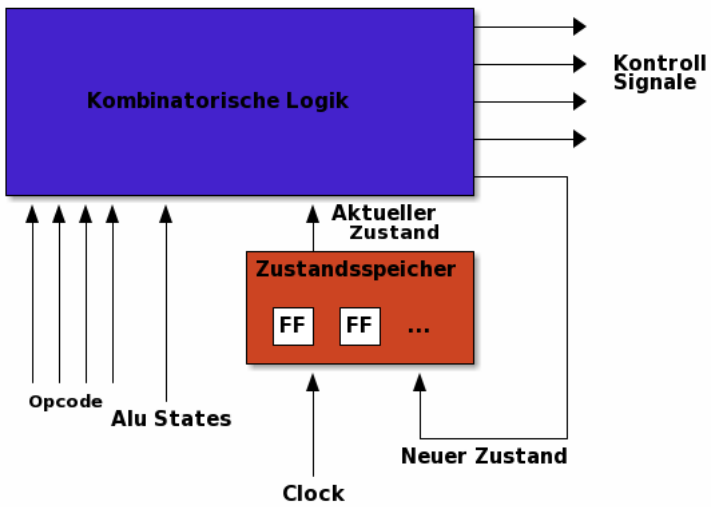 Kombinatorische Logik
Kontroll
Signale
Aktueller
Zustand
Zustandsspeicher
FF FF ...
Opcode
Alu States
Neuer Zustand
Clock